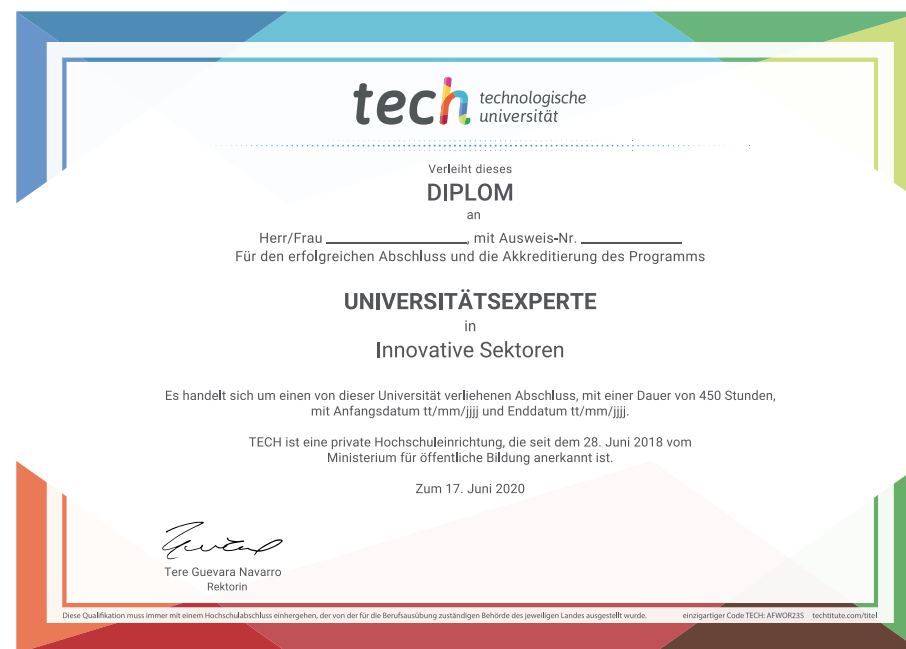 tech technologische
universität
Verleiht dieses
DIPLOM
an
Herr/Frau ____________, mit Ausweis-Nr. ____________
Für den erfolgreichen Abschluss und die Akkreditierung des Programms
UNIVERSITÄTSEXPERTE
in
Innovative Sektoren
Es handelt sich um einen von dieser Universität verliehenen Abschluss, mit einer Dauer von 450 Stunden,
mit Anfangsdatum tt/mm/jjjj und Enddatum tt/mm/jjjj.
TECH ist eine private Hochschuleinrichtung, die seit dem 28. Juni 2018 vom
Ministerium für öffentliche Bildung anerkannt ist.
Zum 17. Juni 2020
Tere Guevara Navarro
Rektorin
Diese Qualifikation muss immer mit einem Hochschulabschluss einhergehen, der von der für die Berufsausübung zuständigen Behörde des jeweiligen Landes ausgestellt wurde. einzigartiger Code TECH: AFWOR23S techtitute.com/titel